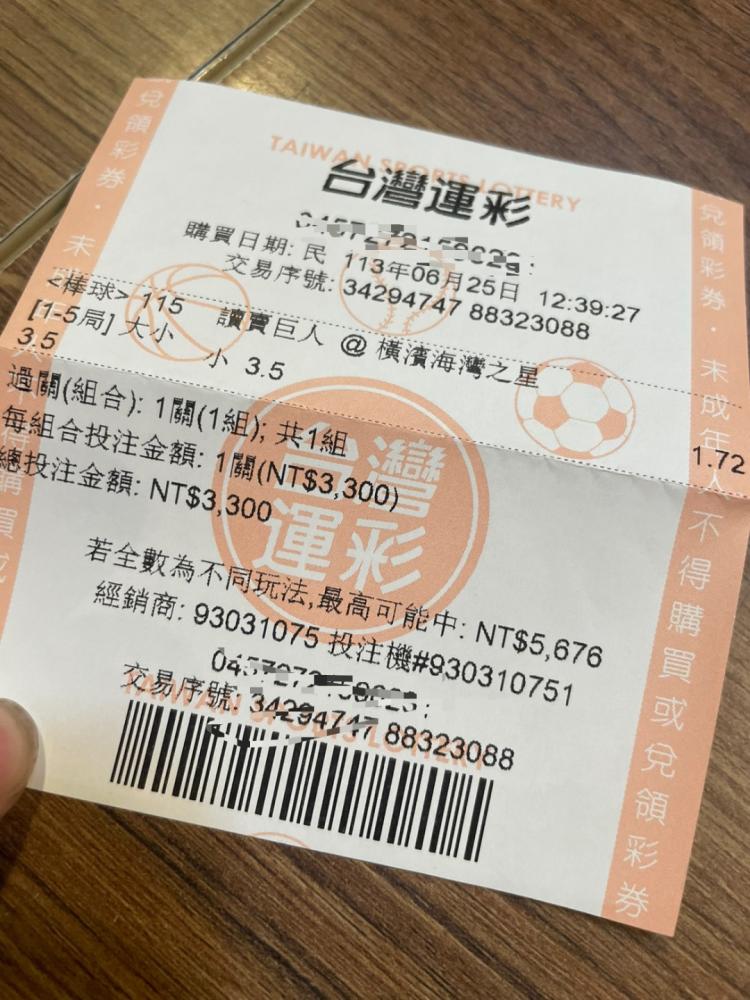 TAIWAN SPORTS LOTTERY
台灣運彩
購買日期: 民 113年06月25日 12:39:27
交易序號: 34294747 88323088
<棒球> 115 讀賣巨人 @ 橫濱海灣之星
[1-5局] 大小
3.5 小 3.5 1.72
過關(組合): 1關(1組); 共1組
每組合投注金額: 1關(NT$3,300)
總投注金額: NT$3,300
台灣
運彩
若全數為不同玩法,最高可能中: NT$5,676
經銷商: 93031075 投注機#930310751
交易序號: 34294747 88323088
TAIWAN SPORTS LOTTERY
兌領彩券．未
兌領彩券．未成年人不得購買或兌領彩券